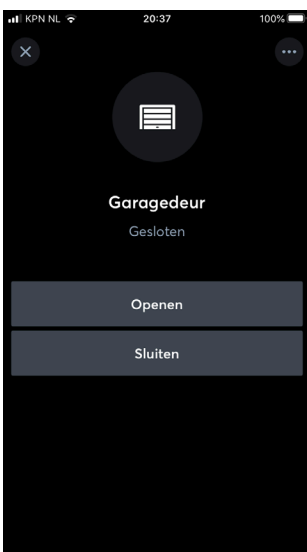 KPN NL 20:37 100%
Garagedeur
Gesloten
Openen
Sluiten